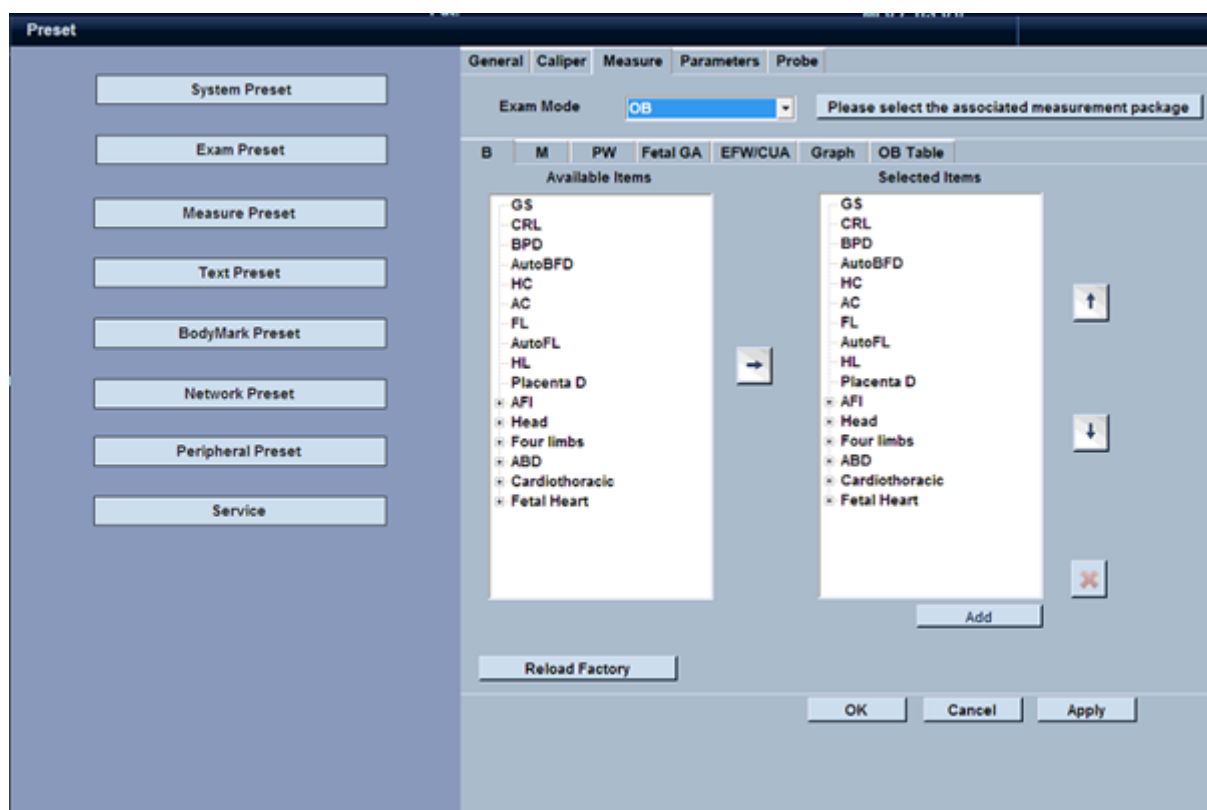 Preset
System Preset
Exam Preset
Measure Preset
Text Preset
BodyMark Preset
Network Preset
Peripheral Preset
Service
General Caliper Measure Parameters Probe
Exam Mode OB Please select the associated measurement package
B M PW Fetal GA EFW/CUA Graph OB Table
Available Items
GS
CRL
BPD
AutoBFD
HC
AC
FL
AutoFL
HL
Placenta D
AFI
Head
Four limbs
ABD
Cardiothoracic
Fetal Heart
Selected Items
GS
CRL
BPD
AutoBFD
HC
AC
FL
AutoFL
HL
Placenta D
AFI
Head
Four limbs
ABD
Cardiothoracic
Fetal Heart
Add
Reload Factory
OK Cancel Apply